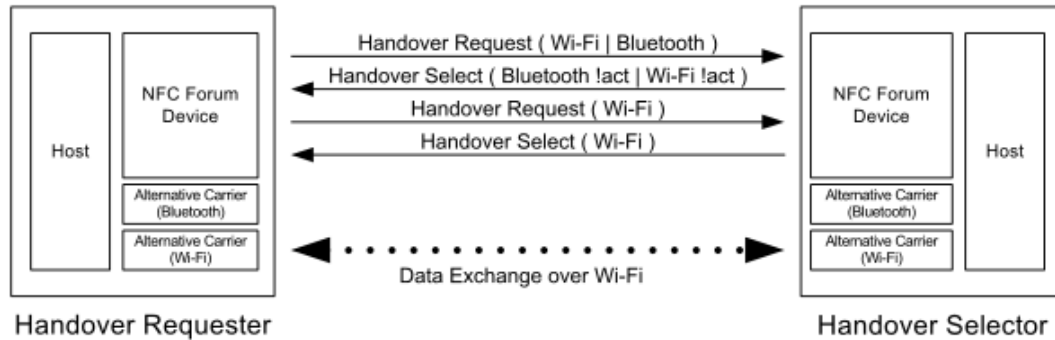 Handover Request ( Wi-Fi | Bluetooth )
Handover Select ( Bluetooth !act | Wi-Fi !act )
Handover Request ( Wi-Fi )
Handover Select ( Wi-Fi )
Host
NFC Forum
Device
Alternative Carrier
(Bluetooth)
Alternative Carrier
(Wi-Fi)
Data Exchange over Wi-Fi
NFC Forum
Device
Host
Alternative Carrier
(Bluetooth)
Alternative Carrier
(Wi-Fi)
Handover Requester
Handover Selector